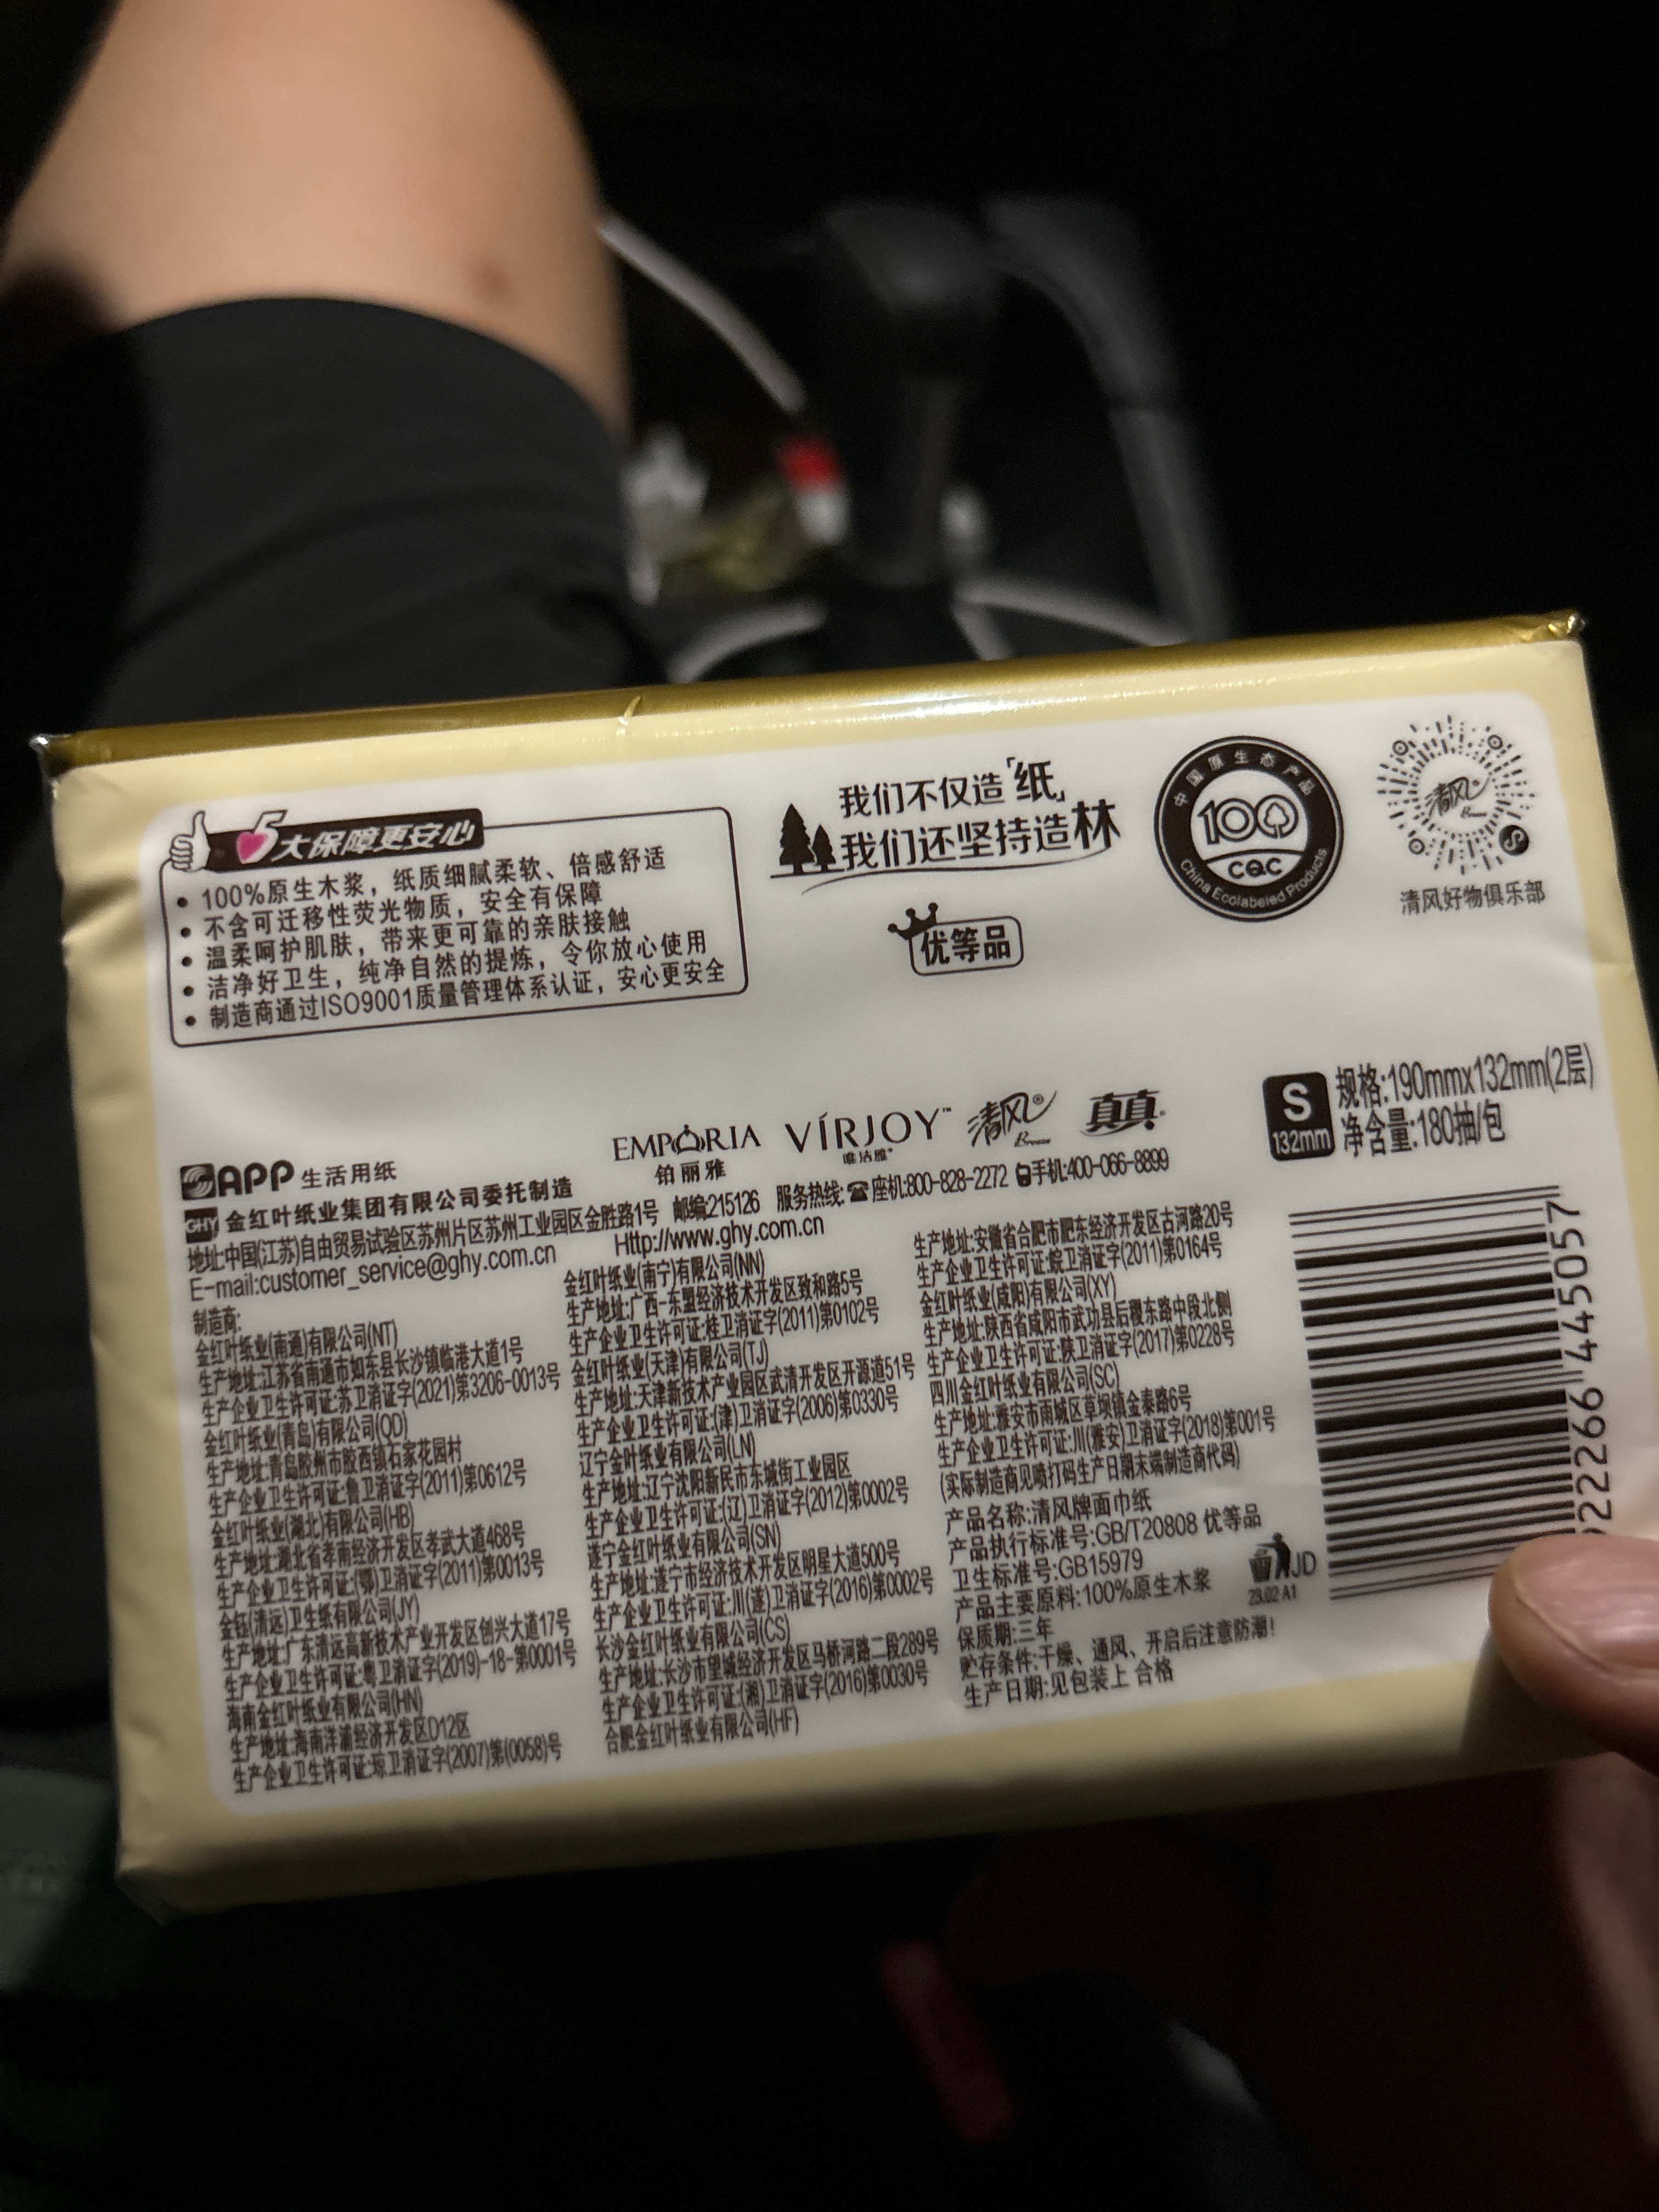 5大保障更安心
• 100%原生木浆，纸质细腻柔软、倍感舒适
• 不含可迁移性荧光物质，安全有保障
• 温柔呵护肌肤，带来更可靠的亲肤接触
• 洁净好卫生，纯净自然的提炼，令你放心使用
• 制造商通过ISO9001质量管理体系认证，安心更安全
我们不仅造「纸」
我们还坚持造林
优等品
中国原生态产品
100
CQC
China Ecolabeled Products
清风
Breeze
清风好物俱乐部
S
132mm
规格:190mmx132mm(2层)
净含量:180抽/包
APP 生活用纸
EMPORIA
铂丽雅
VÍRJOY™
唯洁雅®
清风®
Breeze
真真®
GHY 金红叶纸业集团有限公司委托制造
地址:中国(江苏)自由贸易试验区苏州片区苏州工业园区金胜路1号 邮编:215126 服务热线:☎座机:800-828-2272 手机:400-066-8899
E-mail:customer_service@ghy.com.cn Http://www.ghy.com.cn
制造商:
金红叶纸业(南通)有限公司(NT)
生产地址:江苏省南通市如东县长沙镇临港大道1号
生产企业卫生许可证:苏卫消证字(2021)第3206-0013号
金红叶纸业(青岛)有限公司(QD)
生产地址:青岛胶州市胶西镇石家花园村
生产企业卫生许可证:鲁卫消证字(2011)第0612号
金红叶纸业(湖北)有限公司(HB)
生产地址:湖北省孝南经济开发区孝武大道468号
生产企业卫生许可证:(鄂)卫消证字(2011)第0013号
金钰(清远)卫生纸有限公司(JY)
生产地址:广东清远高新技术产业开发区创兴大道17号
生产企业卫生许可证:粤卫消证字(2019)-18-第0001号
海南金红叶纸业有限公司(HN)
生产地址:海南洋浦经济开发区D12区
生产企业卫生许可证:琼卫消证字(2007)第(0058)号
金红叶纸业(南宁)有限公司(NN)
生产地址:广西-东盟经济技术开发区致和路5号
生产企业卫生许可证:桂卫消证字(2011)第0102号
金红叶纸业(天津)有限公司(TJ)
生产地址:天津新技术产业园区武清开发区开源道51号
生产企业卫生许可证:(津)卫消证字(2006)第0330号
辽宁金叶纸业有限公司(LN)
生产地址:辽宁沈阳新民市东城街工业园区
生产企业卫生许可证:(辽)卫消证字(2012)第0002号
遂宁金红叶纸业有限公司(SN)
生产地址:遂宁市经济技术开发区明星大道500号
生产企业卫生许可证:川(遂)卫消证字(2016)第0002号
长沙金红叶纸业有限公司(CS)
生产地址:长沙市望城经济开发区马桥河路二段289号
生产企业卫生许可证:(湘)卫消证字(2016)第0030号
合肥金红叶纸业有限公司(HF)
生产地址:安徽省合肥市肥东经济开发区古河路20号
生产企业卫生许可证:皖卫消证字(2011)第0164号
金红叶纸业(咸阳)有限公司(XY)
生产地址:陕西省咸阳市武功县后稷东路中段北侧
生产企业卫生许可证:陕卫消证字(2017)第0228号
四川金红叶纸业有限公司(SC)
生产地址:雅安市雨城区草坝镇金泰路6号
生产企业卫生许可证:川(雅安)卫消证字(2018)第001号
(实际制造商见喷打码生产日期末端制造商代码)
产品名称:清风牌面巾纸
产品执行标准号:GB/T20808 优等品
卫生标准号:GB15979
产品主要原料:100%原生木浆
保质期:三年
贮存条件:干燥、通风、开启后注意防潮!
生产日期:见包装上 合格
JD
23.02 A1
922266 445057